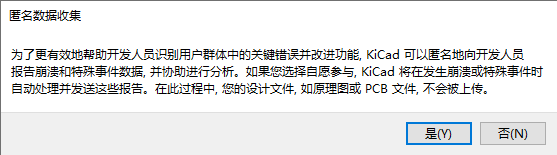 匿名数据收集
为了更有效地帮助开发人员识别用户群体中的关键错误并改进功能, KiCad 可以匿名地向开发人员
报告崩溃和特殊事件数据, 并协助进行分析。如果您选择自愿参与, KiCad 将在发生崩溃或特殊事件时
自动处理并发送这些报告。在此过程中, 您的设计文件, 如原理图或 PCB 文件, 不会被上传。
是(Y)
否(N)